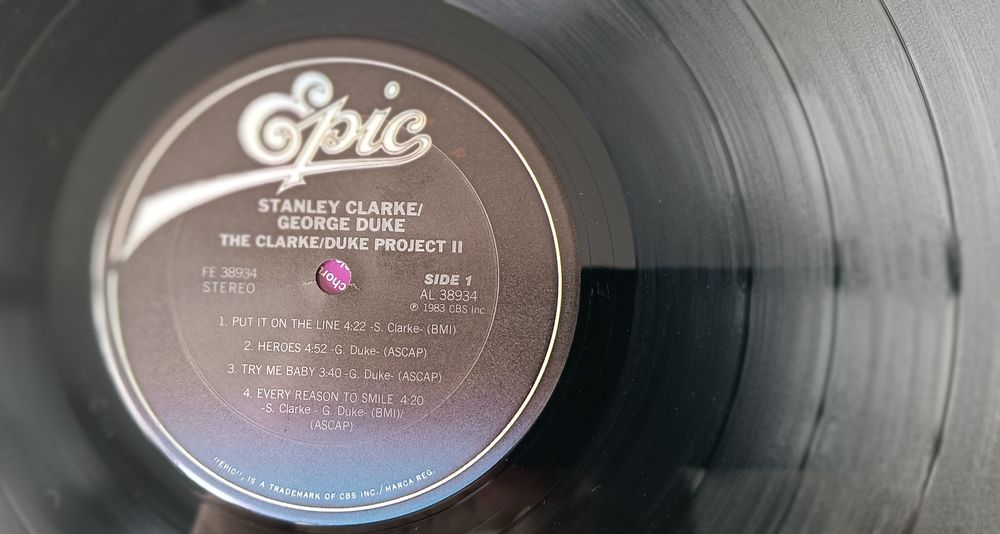 Epic
STANLEY CLARKE/
GEORGE DUKE
THE CLARKE/DUKE PROJECT II
FE 38934
STEREO
SIDE 1
AL 38934
℗ 1983 CBS Inc.
1. PUT IT ON THE LINE 4:22 -S. Clarke- (BMI)
2. HEROES 4:52 -G. Duke- (ASCAP)
3. TRY ME BABY 3:40 -G. Duke- (ASCAP)
4. EVERY REASON TO SMILE 4:20
-S. Clarke - G. Duke- (BMI)/
(ASCAP)
"EPIC", IS A TRADEMARK OF CBS INC./MARCA REG.